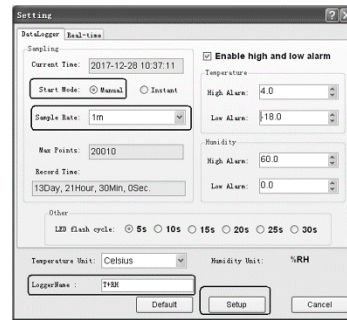 Setting
DataLogger Real-time
Sampling
Current Time: 2017-12-28 10:37:11
Start Mode: Manual Instant
Sample Rate: 1m
Max Points: 20010
Record Time:
13Day, 21Hour, 30Min, 0Sec.
Enable high and low alarm
Temperature
High Alarm: 4.0
Low Alarm: -18.0
Humidity
High Alarm: 60.0
Low Alarm: 0.0
Other
LED flash cycle: 5s 10s 15s 20s 25s 30s
Temperature Unit: Celsius Humidity Unit: %RH
LoggerName : T+RH
Default Setup Cancel